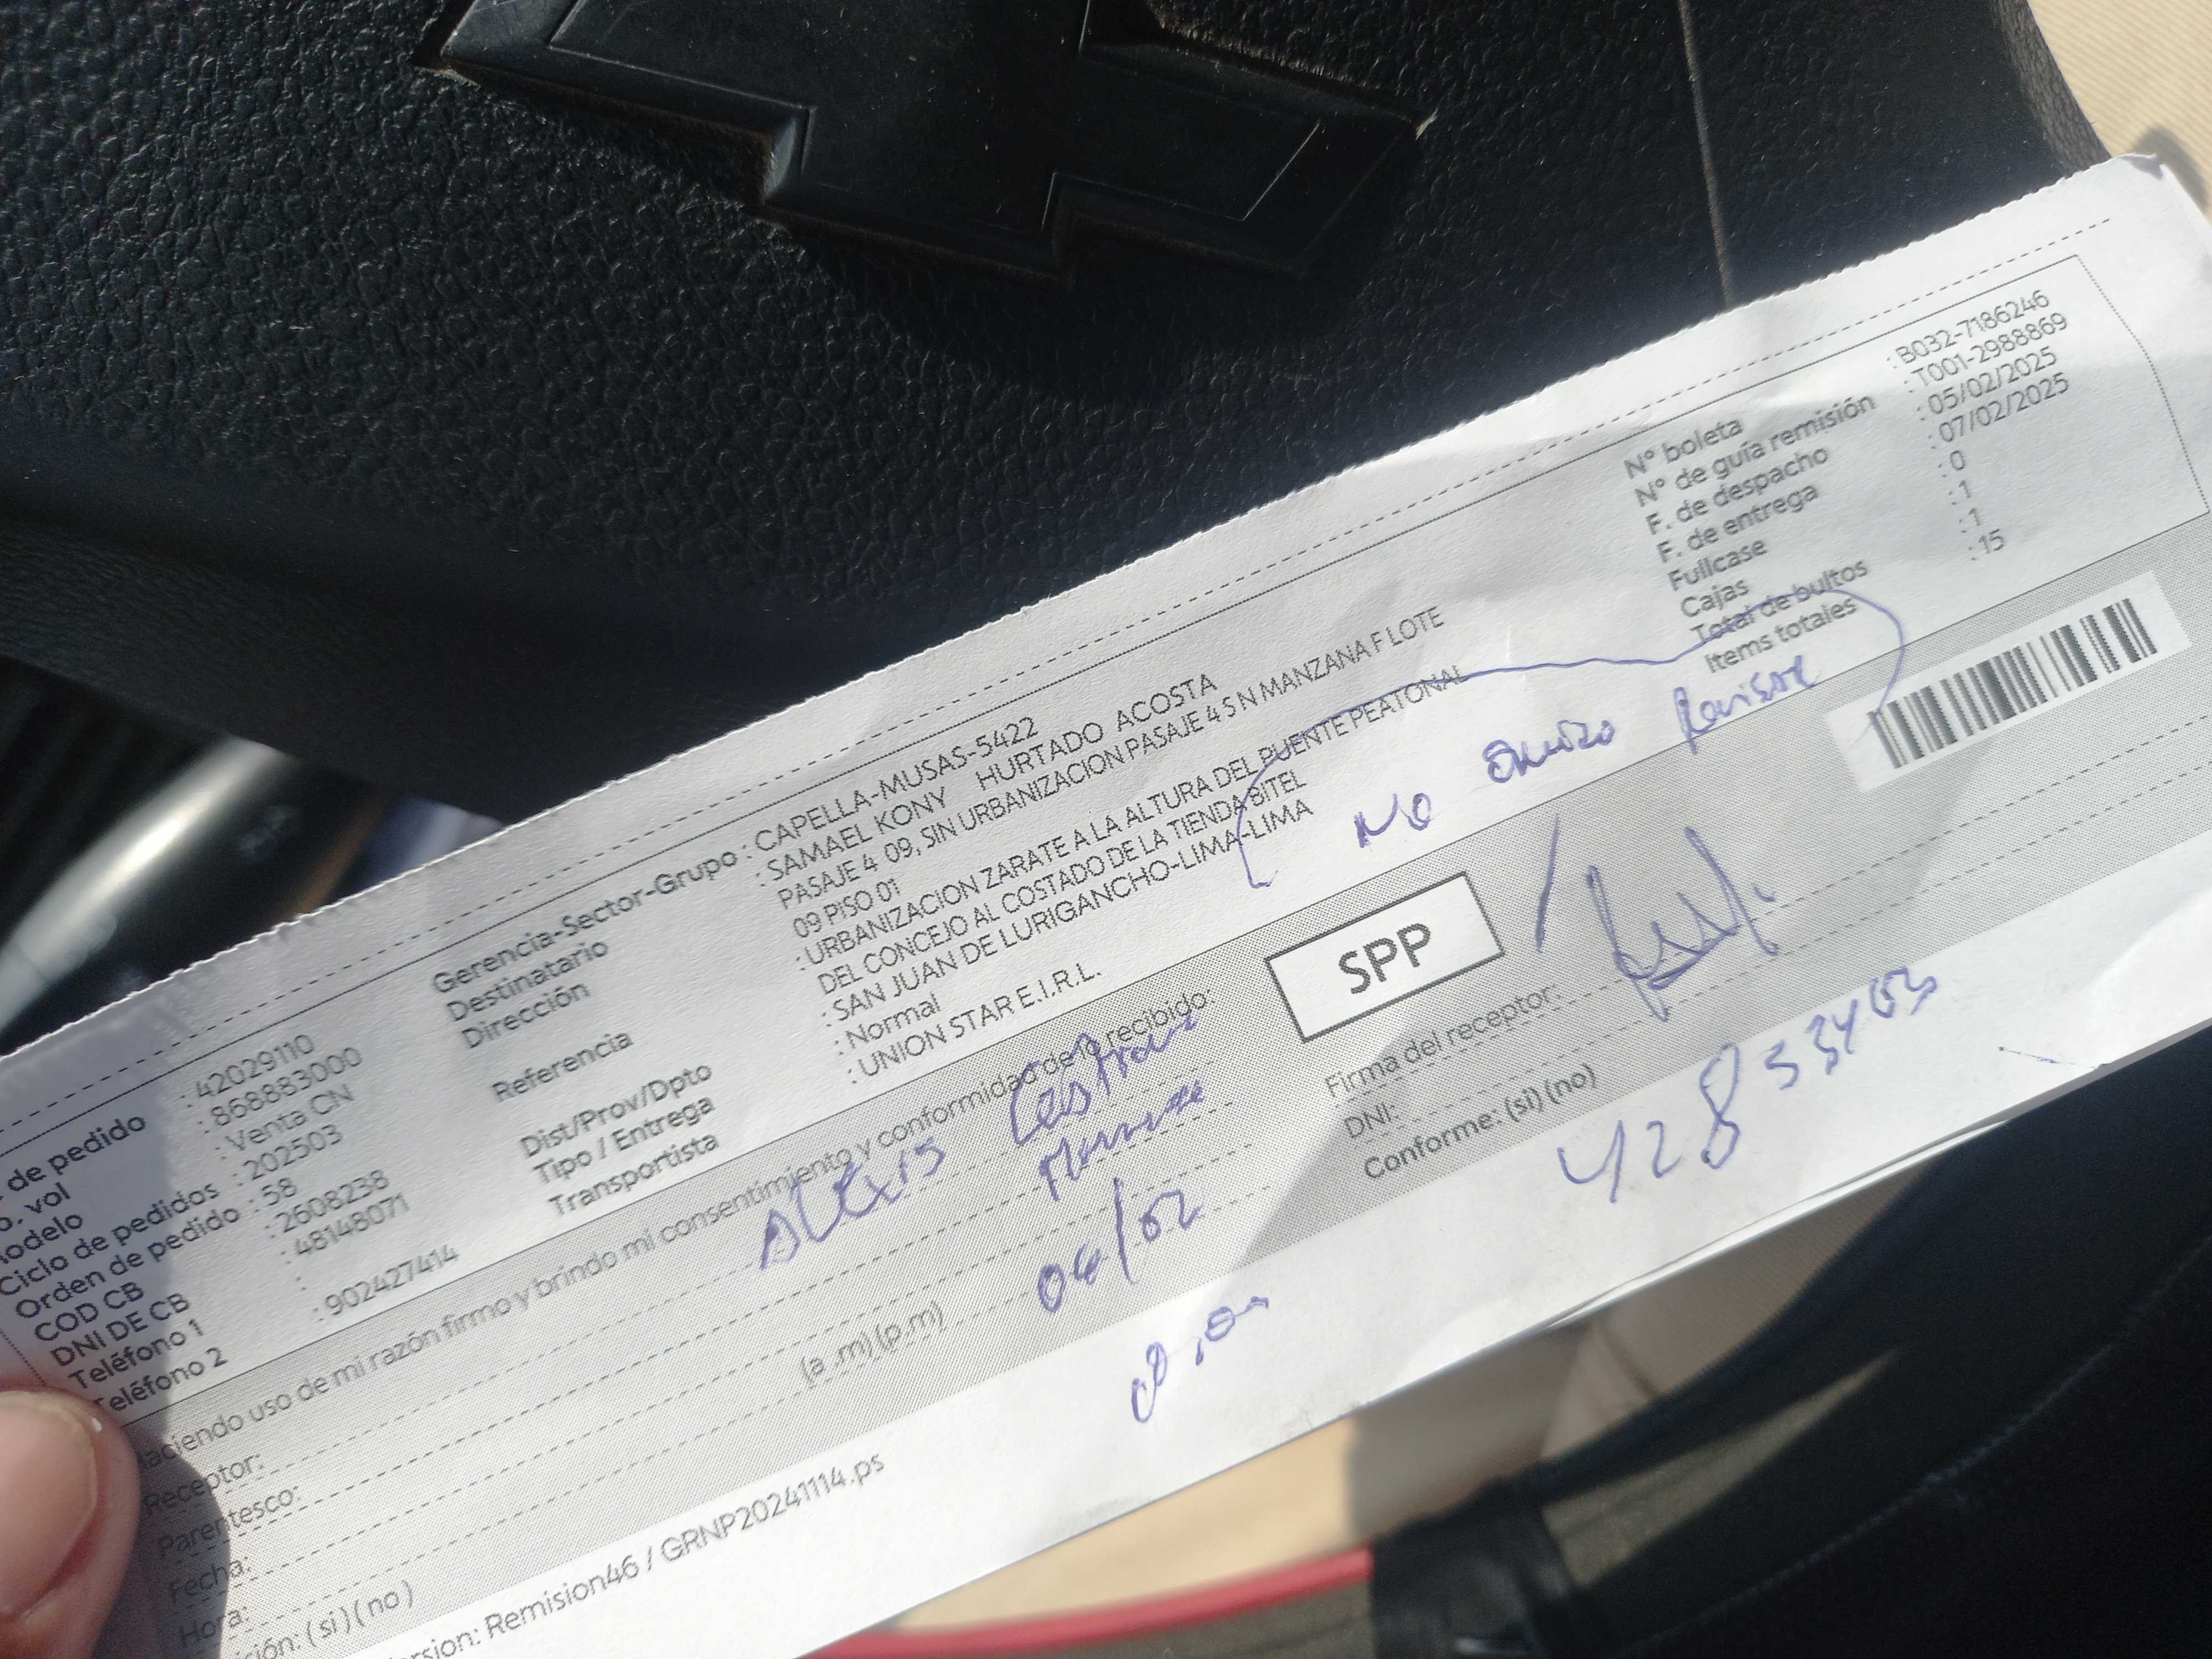 . de pedido : 42029110
o. vol : 868883000
odelo : Venta CN
Ciclo de pedidos : 202503
Orden de pedido : 58
COD CB : 2608238
DNI DE CB : 48148071
Teléfono 1 :
eléfono 2 : 902427414
Gerencia-Sector-Grupo : CAPELLA-MUSAS-5422
Destinatario : SAMAEL KONY HURTADO ACOSTA
Dirección PASAJE 4 09, SIN URBANIZACION PASAJE 4 5 N MANZANA F LOTE
09 PISO 01
Referencia : URBANIZACION ZARATE A LA ALTURA DEL PUENTE PEATONAL
DEL CONCEJO AL COSTADO DE LA TIENDA BITEL
Dist/Prov/Dpto : SAN JUAN DE LURIGANCHO-LIMA-LIMA
Tipo / Entrega : Normal
Transportista : UNION STAR E.I.R.L.
N° boleta : B032-7186246
N° de guía remisión : T001-2988869
F. de despacho : 05/02/2025
F. de entrega : 07/02/2025
Fullcase : 0
Cajas : 1
Total de bultos : 1
Items totales : 15
No Quizo Revisar
SPP
Haciendo uso de mi razón firmo y brindo mi consentimiento y conformidad de lo recibido:
Receptor: Alexis
Parentesco:
Fecha:
Hora: (a .m) (p.m)
ción: ( si ) ( no )
Firma del receptor:
DNI:
Conforme: (si) (no)
ersion: Remision46 / GRNP20241114.ps